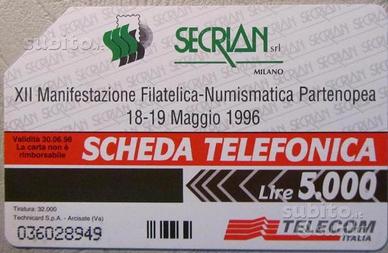 SECRIAN srl
MILANO
XII Manifestazione Filatelica-Numismatica Partenopea
18-19 Maggio 1996
Validità 30.06.98
La carta non è
rimborsabile
SCHEDA TELEFONICA
Lire 5.000
Tiratura: 32.000
Technicard S.p.A. - Arcisate (Va)
036028949
TELECOM
ITALIA
subito.it
subito.it